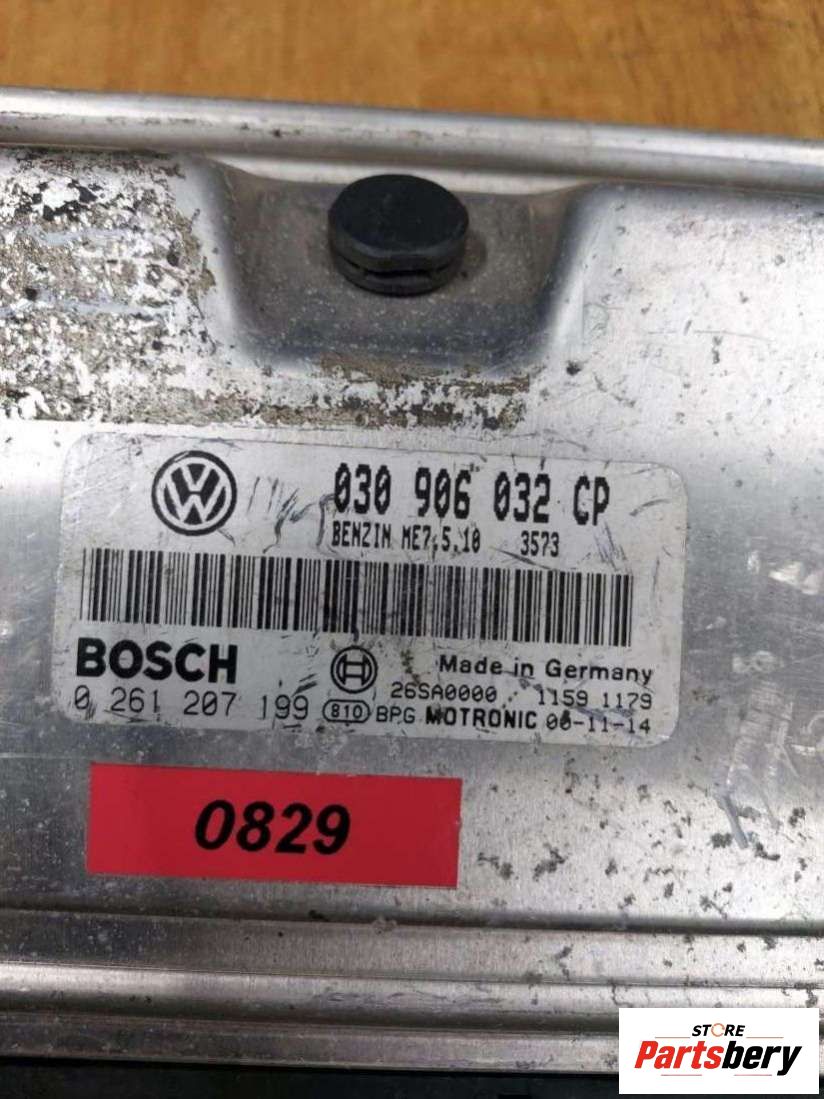 030 906 032 CP
BENZIN ME7.5.10 3573
BOSCH
Made in Germany
0 261 207 199
26SA0000 1159 1179
810 BPG MOTRONIC 06-11-14
0829
STORE
Partsbery